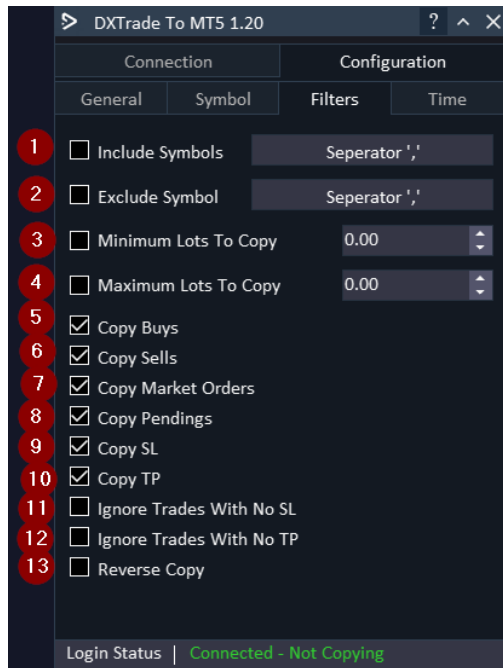 DXTrade To MT5 1.20 ? ^ ×
Connection Configuration
General Symbol Filters Time
1 Include Symbols Seperator ','
2 Exclude Symbol Seperator ','
3 Minimum Lots To Copy 0.00
4 Maximum Lots To Copy 0.00
5 Copy Buys
6 Copy Sells
7 Copy Market Orders
8 Copy Pendings
9 Copy SL
10 Copy TP
11 Ignore Trades With No SL
12 Ignore Trades With No TP
13 Reverse Copy
Login Status | Connected - Not Copying